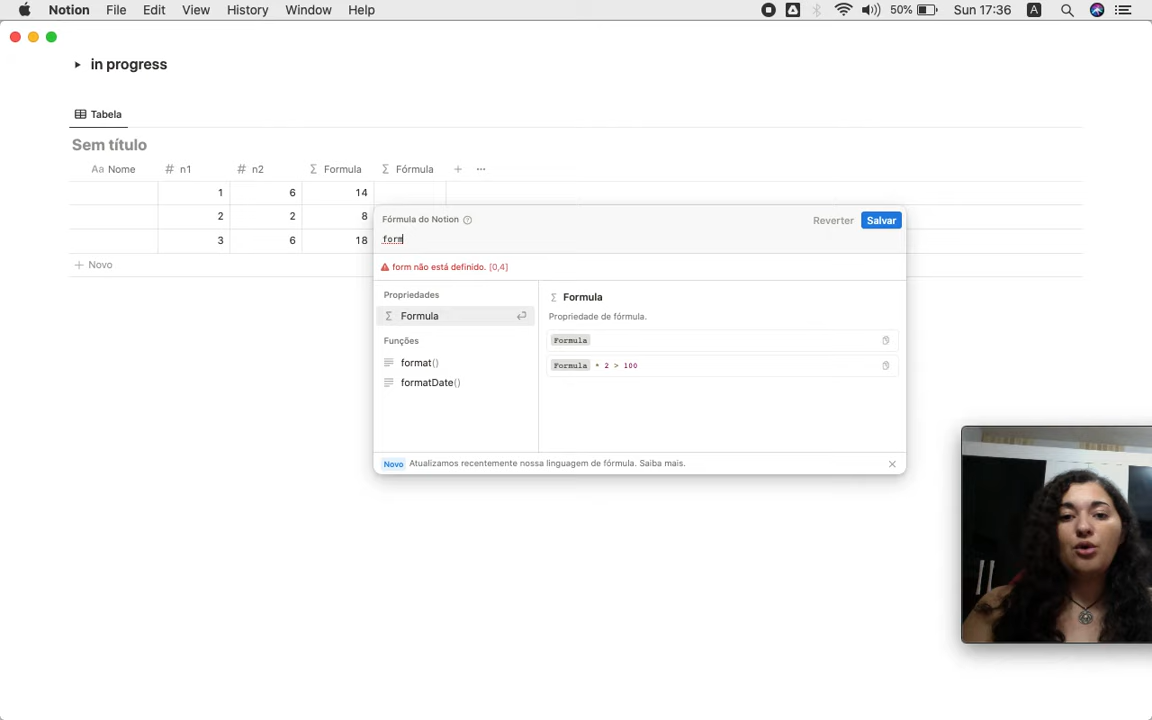 Notion File Edit View History Window Help 50% Sun 17:36 A
in progress
Tabela
Sem título
Aa Nome # n1 # n2 Σ Formula Σ Fórmula + •••
1 6 14
2 2 8
3 6 18
+ Novo
Fórmula do Notion ? Reverter Salvar
form
form não está definido. [0,4]
Propriedades
Σ Formula
Funções
format()
formatDate()
Σ Formula
Propriedade de fórmula.
Formula
Formula * 2 > 100
Novo Atualizamos recentemente nossa linguagem de fórmula. Saiba mais.